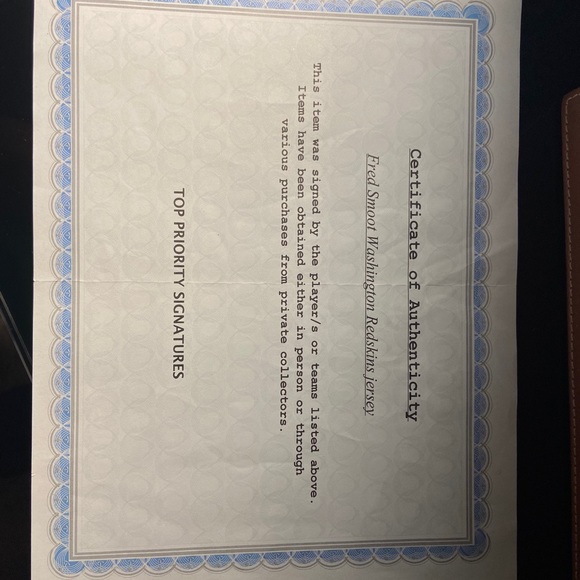 Certificate of Authenticity
Fred Smoot Washington Redskins jersey
This item was signed by the player/s or teams listed above.
Items have been obtained either in person or through
various purchases from private collectors.
TOP PRIORITY SIGNATURES